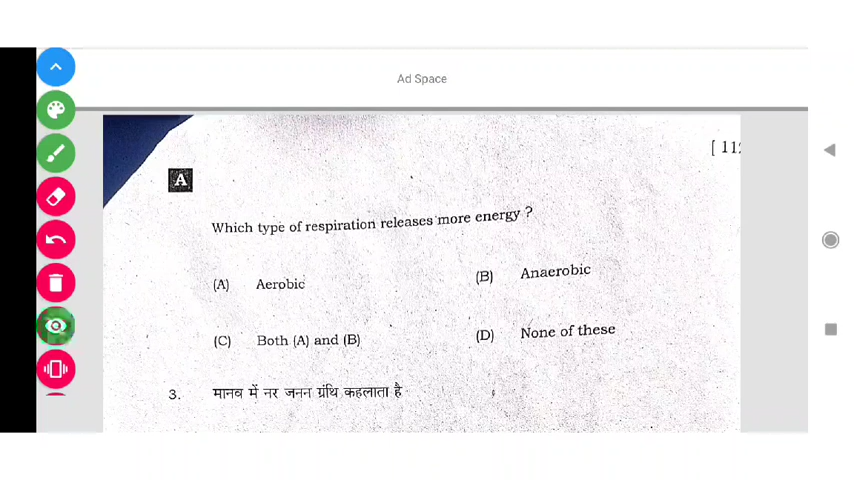 Ad Space
[ 112
A
Which type of respiration releases more energy ?
(A) Aerobic (B) Anaerobic
(C) Both (A) and (B) (D) None of these
3. मानव में नर जनन ग्रंथि कहलाता है